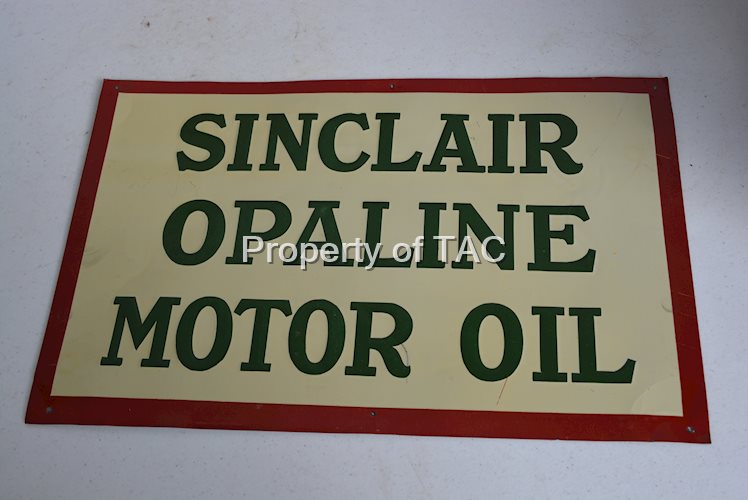 SINCLAIR
OPALINE
Property of TAC
MOTOR OIL